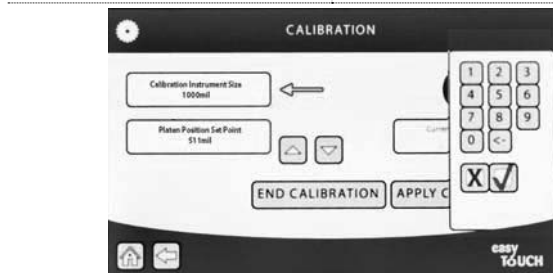 CALIBRATION
Calibration Instrument Size
1000mil
Platen Position Set Point
511mil
1 2 3
4 5 6
7 8 9
0 <-
X
END CALIBRATION
APPLY C
easy
TOUCH